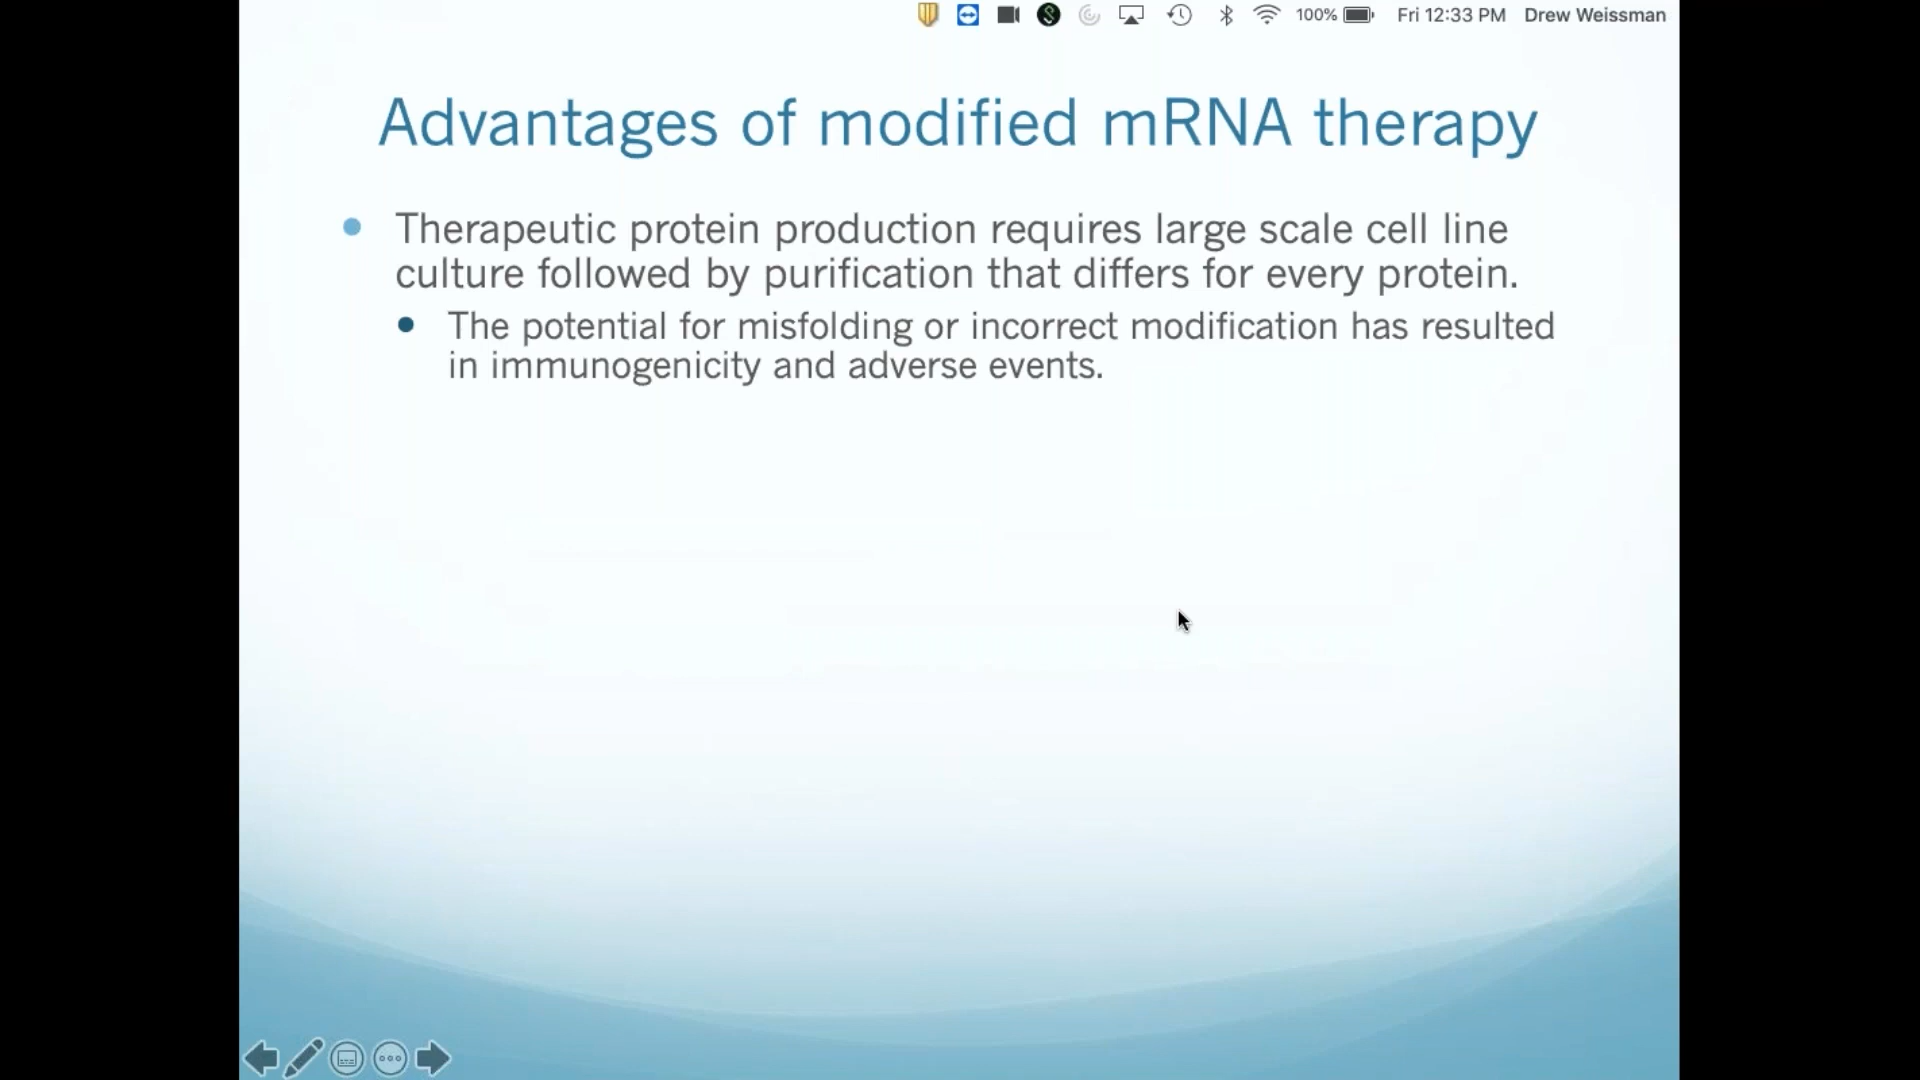 100% Fri 12:33 PM Drew Weissman
Advantages of modified mRNA therapy
Therapeutic protein production requires large scale cell line
culture followed by purification that differs for every protein.
The potential for misfolding or incorrect modification has resulted
in immunogenicity and adverse events.